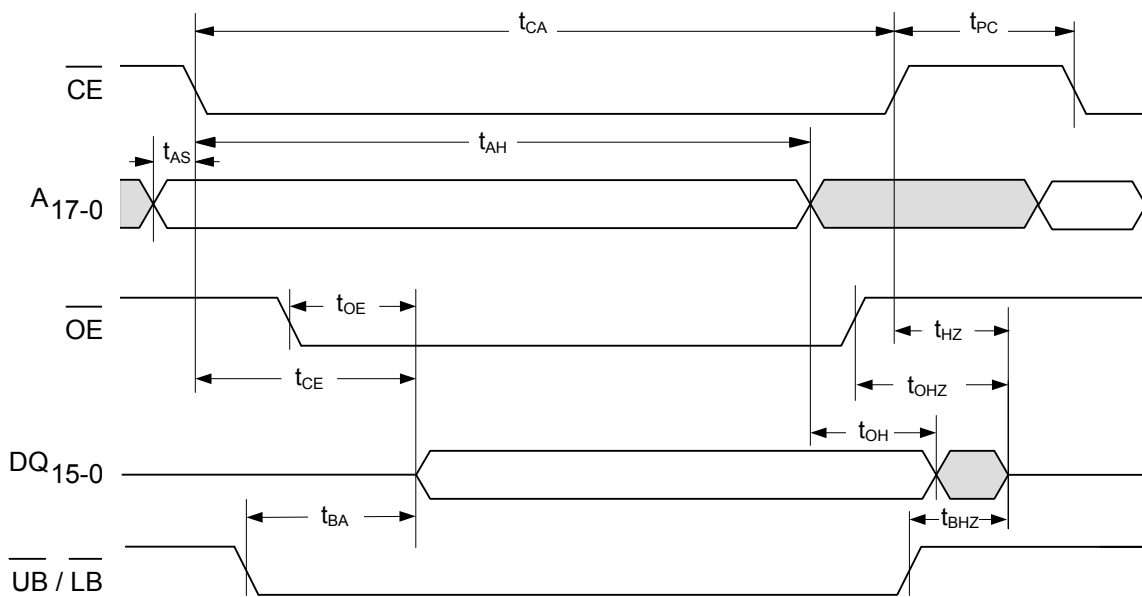 tCA
tPC
CE
tAH
tAS
A17-0
OE
tOE
tHZ
tCE
tOHZ
tOH
DQ15-0
tBA
tBHZ
UB / LB